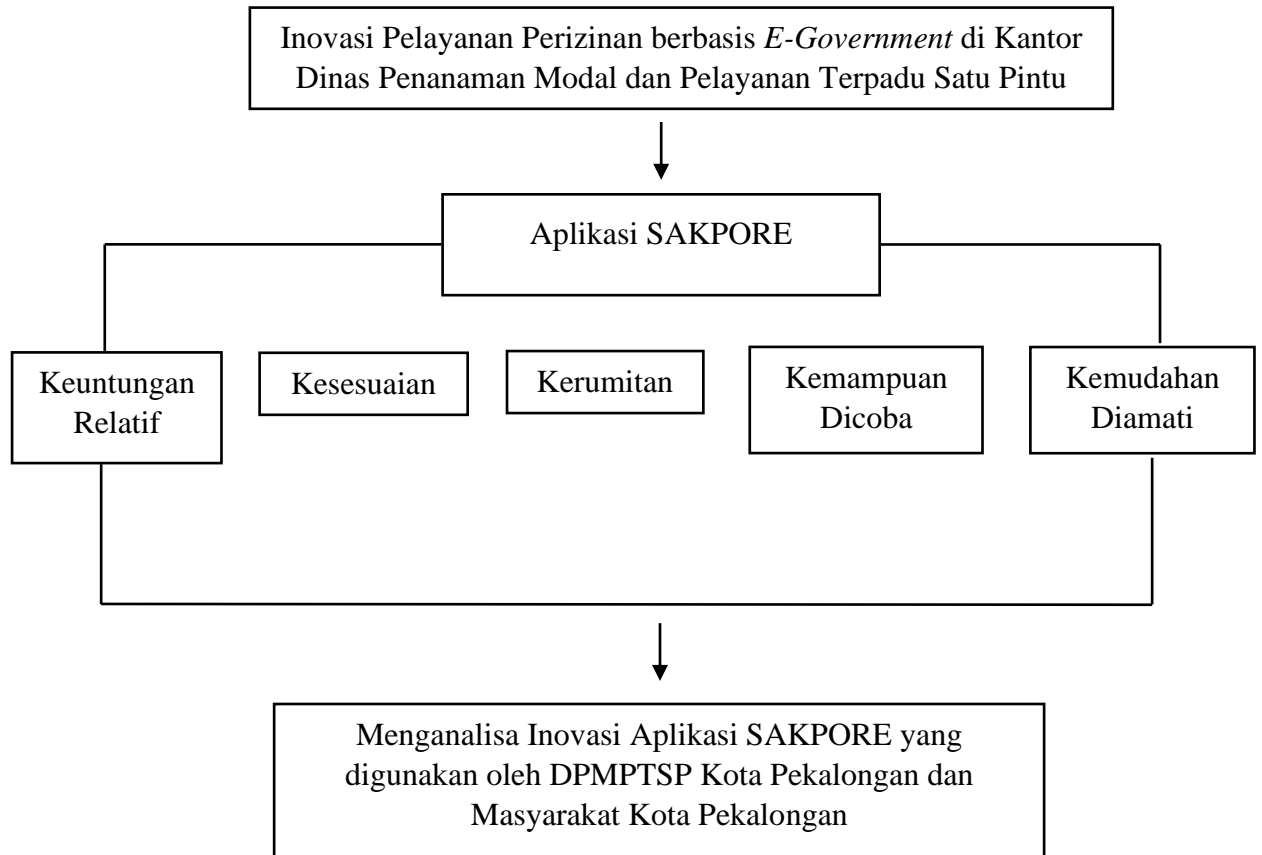 Inovasi Pelayanan Perizinan berbasis E-Government di Kantor
Dinas Penanaman Modal dan Pelayanan Terpadu Satu Pintu
Aplikasi SAKPORE
Keuntungan
Relatif
Kesesuaian
Kerumitan
Kemampuan
Dicoba
Kemudahan
Diamati
Menganalisa Inovasi Aplikasi SAKPORE yang
digunakan oleh DPMPTSP Kota Pekalongan dan
Masyarakat Kota Pekalongan